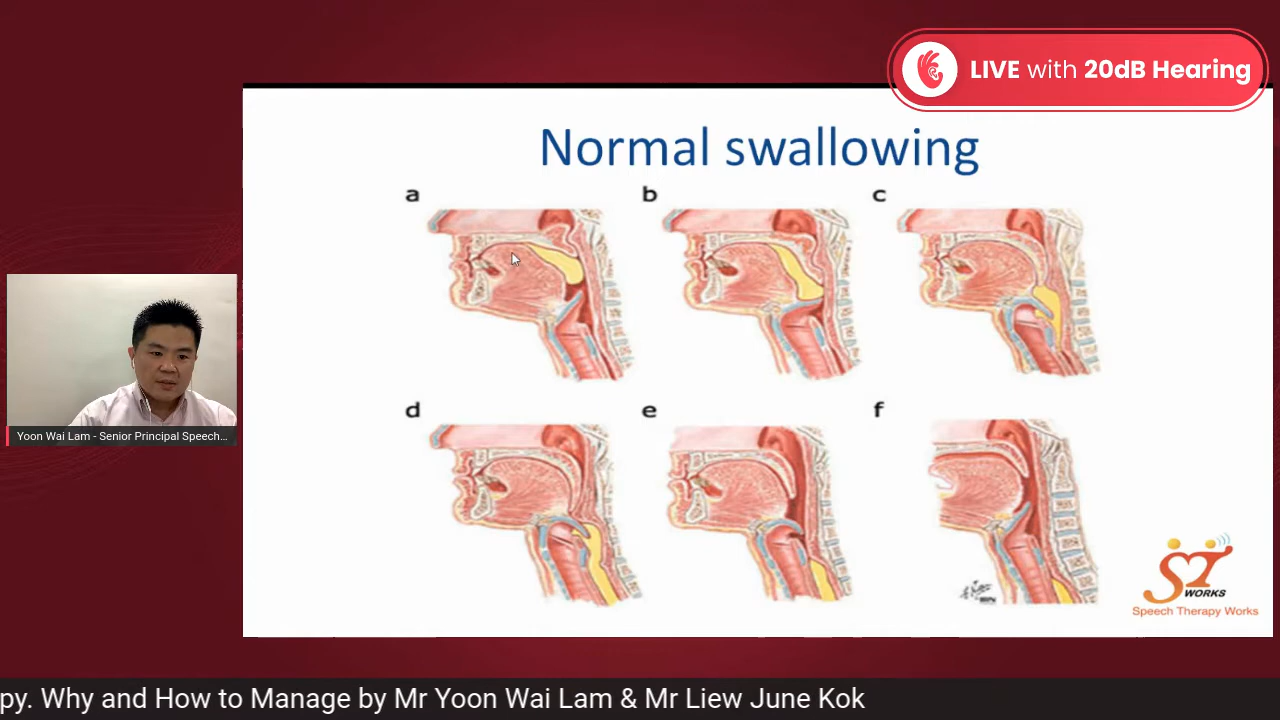 LIVE with 20dB Hearing
Normal swallowing
a
b
c
d
e
f
WORKS
Speech Therapy Works
Yoon Wai Lam - Senior Principal Speech...
py. Why and How to Manage by Mr Yoon Wai Lam & Mr Liew June Kok